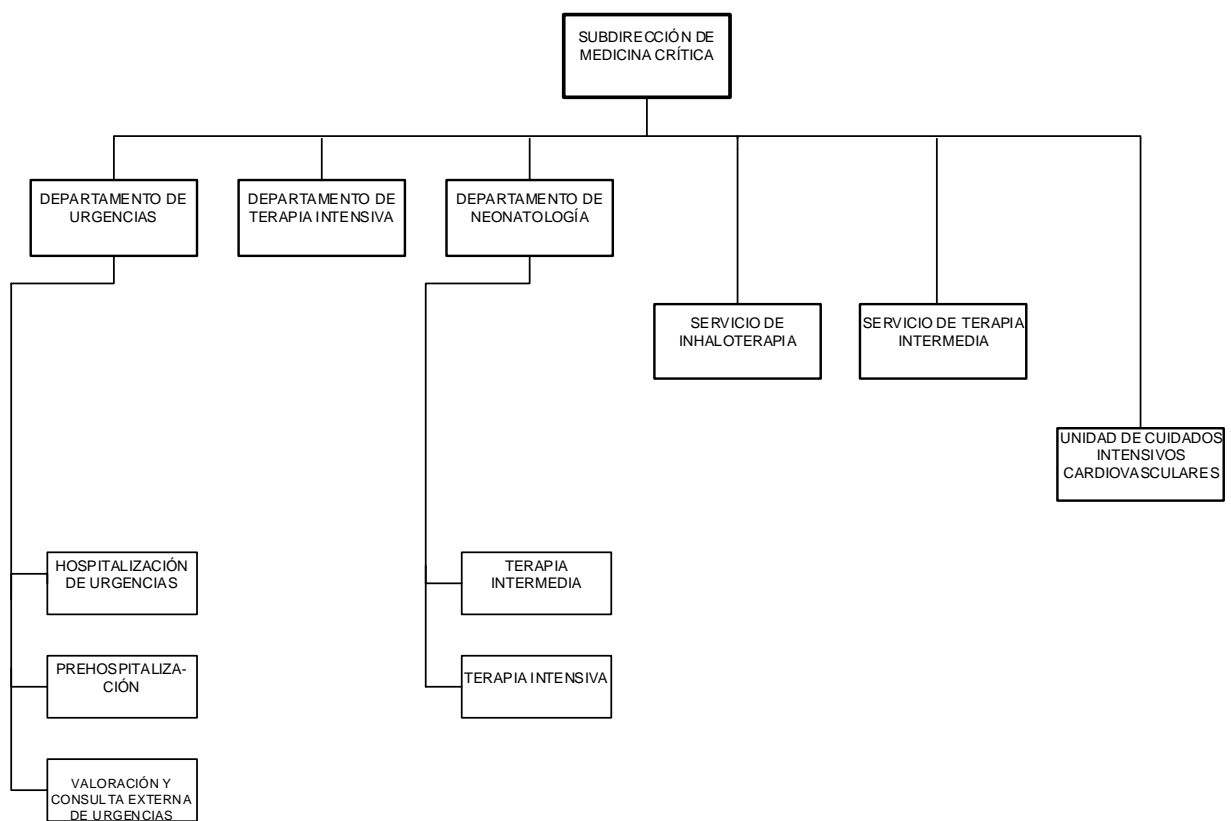 SUBDIRECCIÓN DE
MEDICINA CRÍTICA
DEPARTAMENTO DE
URGENCIAS
DEPARTAMENTO DE
TERAPIA INTENSIVA
DEPARTAMENTO DE
NEONATOLOGÍA
SERVICIO DE
INHALOTERAPIA
SERVICIO DE TERAPIA
INTERMEDIA
UNIDAD DE CUIDADOS
INTENSIVOS
CARDIOVASCULARES
HOSPITALIZACIÓN
DE URGENCIAS
TERAPIA
INTERMEDIA
PREHOSPITALIZA-
CIÓN
TERAPIA INTENSIVA
VALORACIÓN Y
CONSULTA EXTERNA
DE URGENCIAS